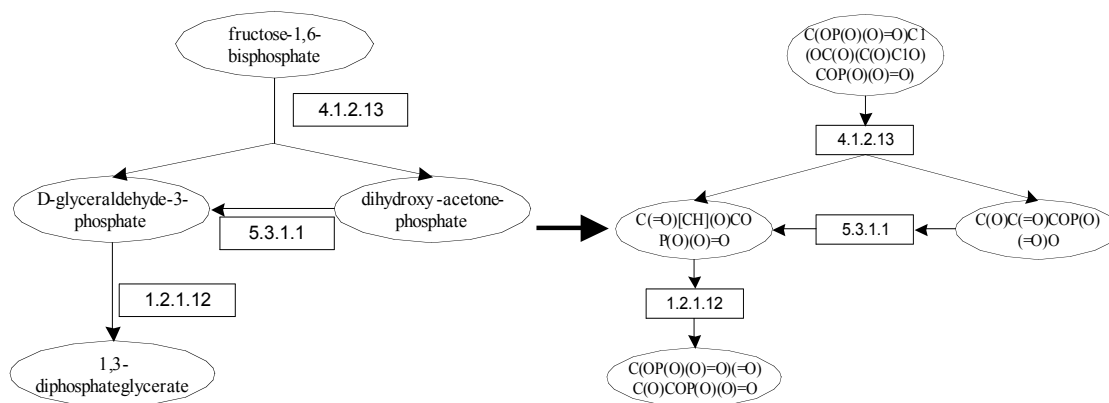 fructose-1,6-
bisphosphate
4.1.2.13
D-glyceraldehyde-3-
phosphate
dihydroxy-acetone-
phosphate
5.3.1.1
1.2.1.12
1,3-
diphosphateglycerate
C(OP(O)(O)=O)C1
(OC(O)(C(O)C1O)
COP(O)(O)=O)
4.1.2.13
C(=O)[CH](O)CO
P(O)(O)=O
5.3.1.1
C(O)C(=O)COP(O)
(=O)O
1.2.1.12
C(OP(O)(O)=O)(=O)
C(O)COP(O)(O)=O